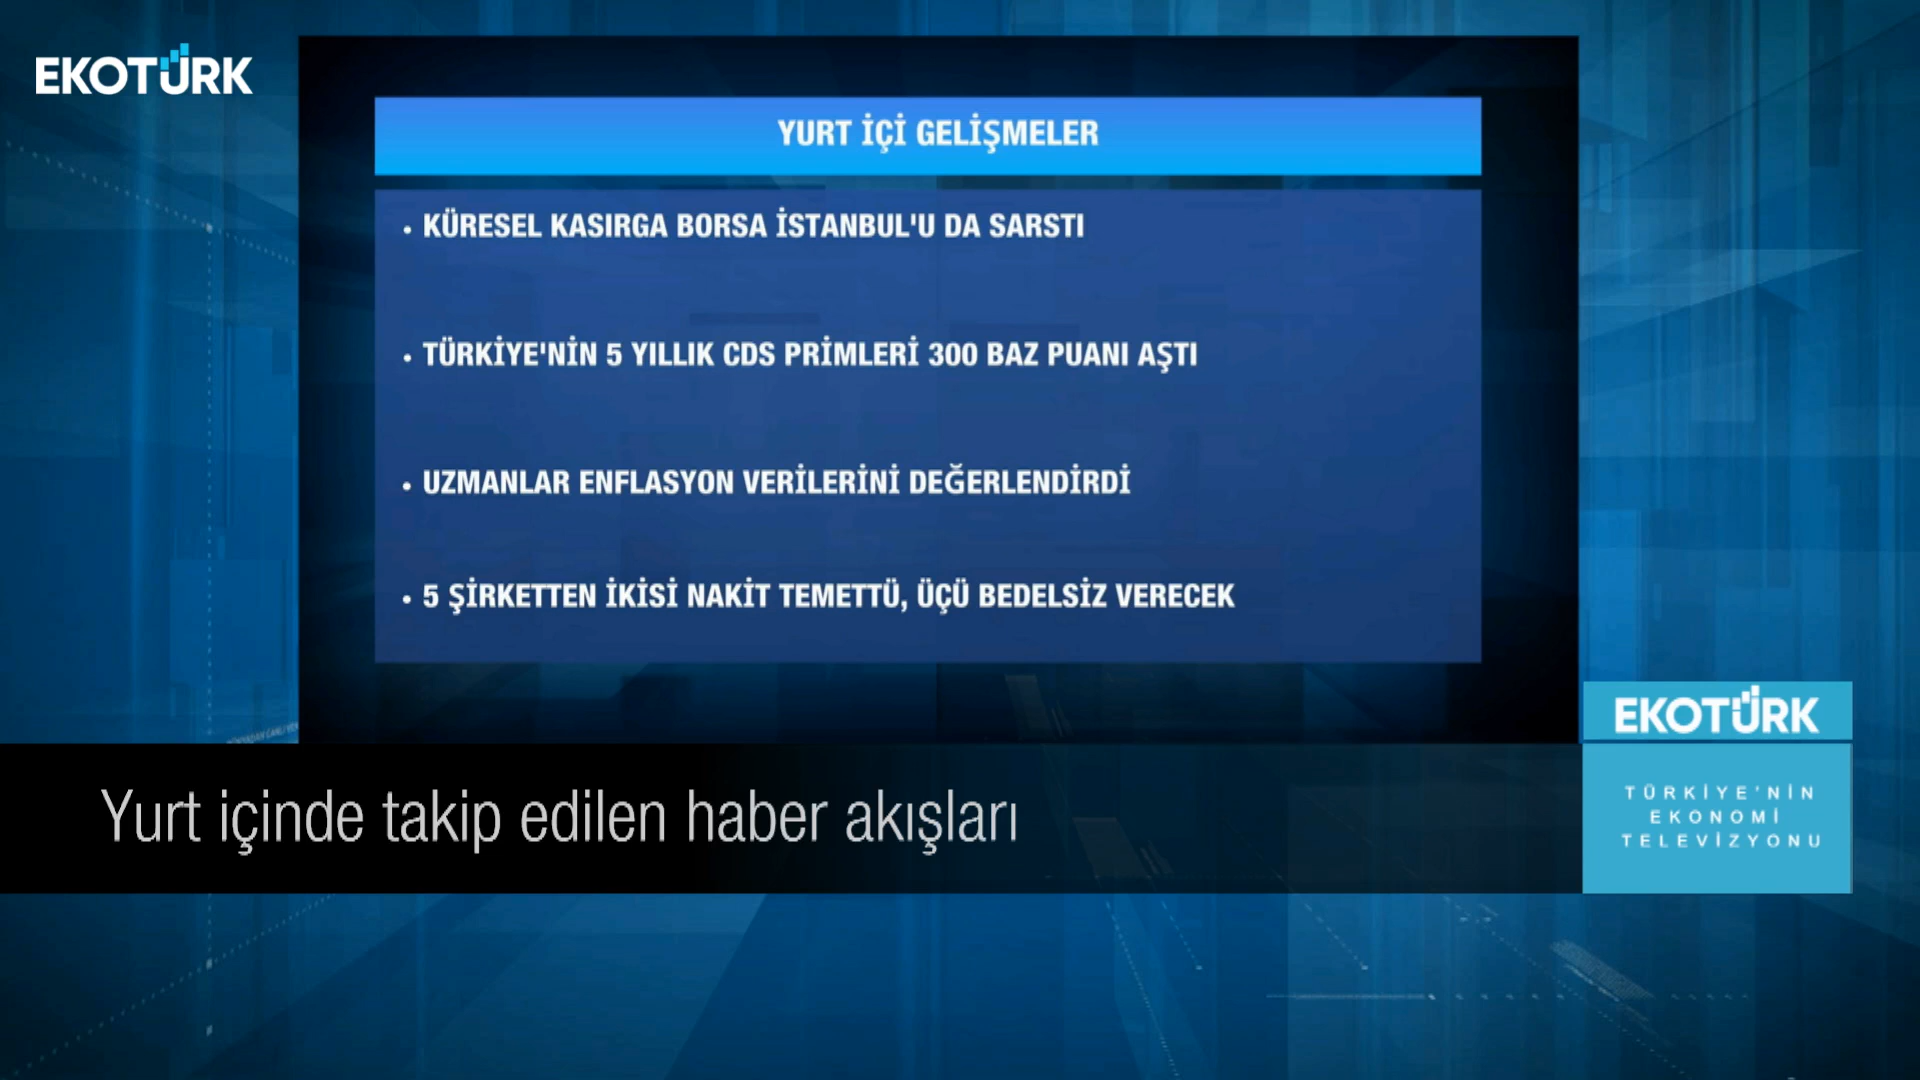 EKOTÜRK
YURT İÇİ GELİŞMELER
• KÜRESEL KASIRGA BORSA İSTANBUL'U DA SARSTI
• TÜRKİYE'NİN 5 YILLIK CDS PRİMLERİ 300 BAZ PUANI AŞTI
• UZMANLAR ENFLASYON VERİLERİNİ DEĞERLENDİRDİ
• 5 ŞİRKETTEN İKİSİ NAKİT TEMETTÜ, ÜÇÜ BEDELSİZ VERECEK
EKOTÜRK
Yurt içinde takip edilen haber akışları
TÜRKİYE'NİN
EKONOMİ
TELEVİZYONU